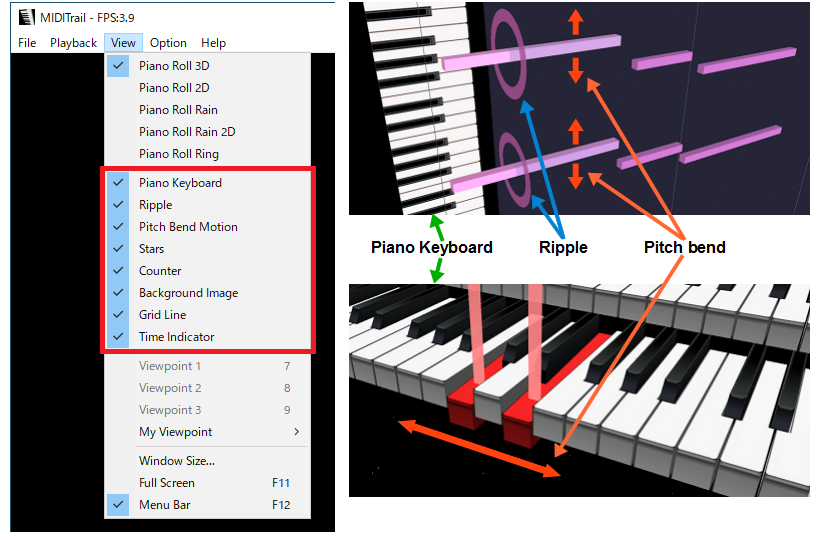 MIDITrail - FPS:3.9
File Playback View Option Help
Piano Roll 3D
Piano Roll 2D
Piano Roll Rain
Piano Roll Rain 2D
Piano Roll Ring
Piano Keyboard
Ripple
Pitch Bend Motion
Stars
Counter
Background Image
Grid Line
Time Indicator
Viewpoint 1 7
Viewpoint 2 8
Viewpoint 3 9
My Viewpoint
Window Size...
Full Screen F11
Menu Bar F12
Piano Keyboard Ripple Pitch bend